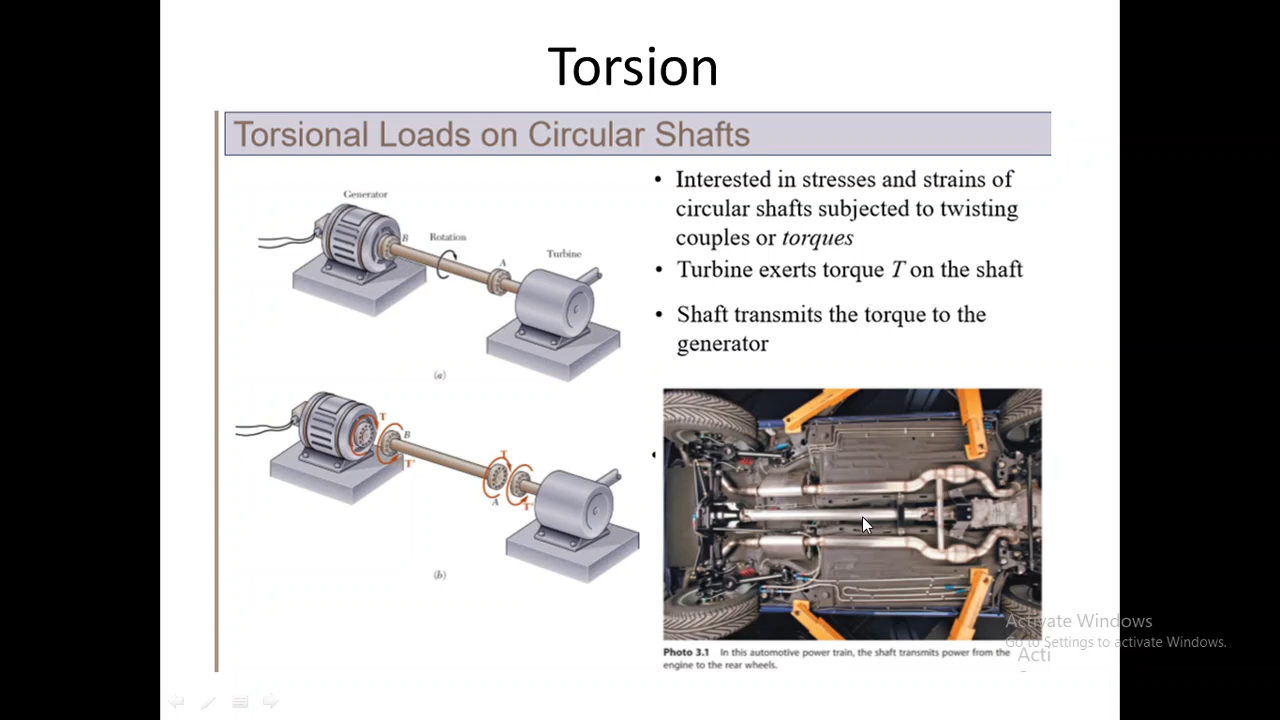 Torsion
Torsional Loads on Circular Shafts
Generator
B
Rotation
A
Turbine
(a)
T
B
T'
T
A
(b)
• Interested in stresses and strains of
circular shafts subjected to twisting
couples or torques
• Turbine exerts torque T on the shaft
• Shaft transmits the torque to the
generator
•
Photo 3.1 In this automotive power train, the shaft transmits power from the
engine to the rear wheels.
Activate Windows
Go to Settings to activate Windows.
Acti